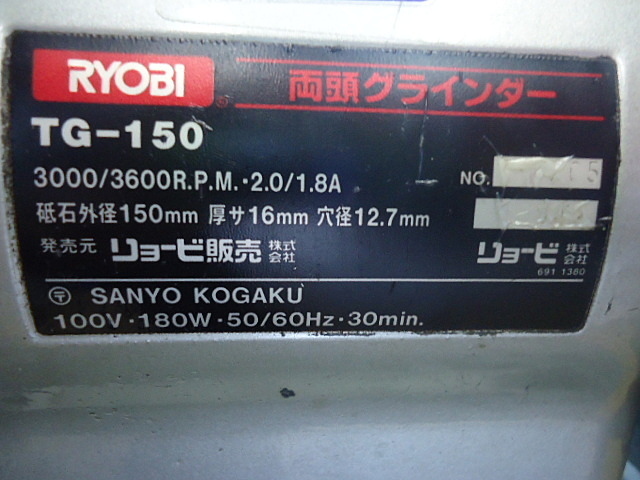 RYOBI 両頭グラインダー
TG-150
3000/3600R.P.M.·2.0/1.8A NO.
砥石外径150mm 厚サ16mm 穴径12.7mm
発売元 リョービ販売株式会社 リョービ株式会社
691 1380
〒 SANYO KOGAKU
100V·180W·50/60Hz·30min.